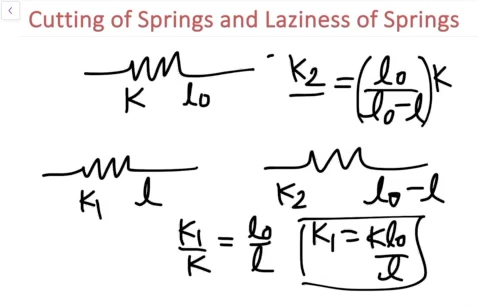 Cutting of Springs and Laziness of Springs
K l₀
K₂ = (l₀/(l₀-l)) K
K₁ l
K₂ l₀-l
K₁/K = l₀/l
K₁ = Kl₀/l